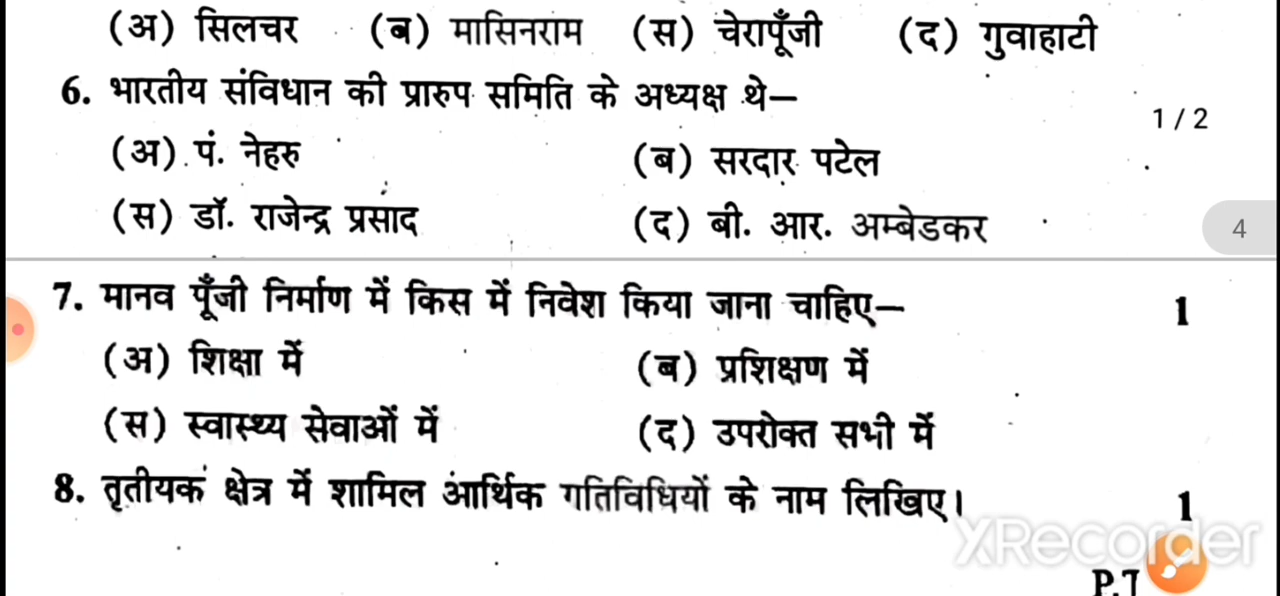 (अ) सिलचर (ब) मासिनराम (स) चेरापूँजी (द) गुवाहाटी
6. भारतीय संविधान की प्रारुप समिति के अध्यक्ष थे—
1 / 2
(अ) पं. नेहरु (ब) सरदार पटेल
(स) डॉ. राजेन्द्र प्रसाद (द) बी. आर. अम्बेडकर
4
7. मानव पूँजी निर्माण में किस में निवेश किया जाना चाहिए— 1
(अ) शिक्षा में (ब) प्रशिक्षण में
(स) स्वास्थ्य सेवाओं में (द) उपरोक्त सभी में
8. तृतीयक क्षेत्र में शामिल आर्थिक गतिविधियों के नाम लिखिए। 1
XRecorder